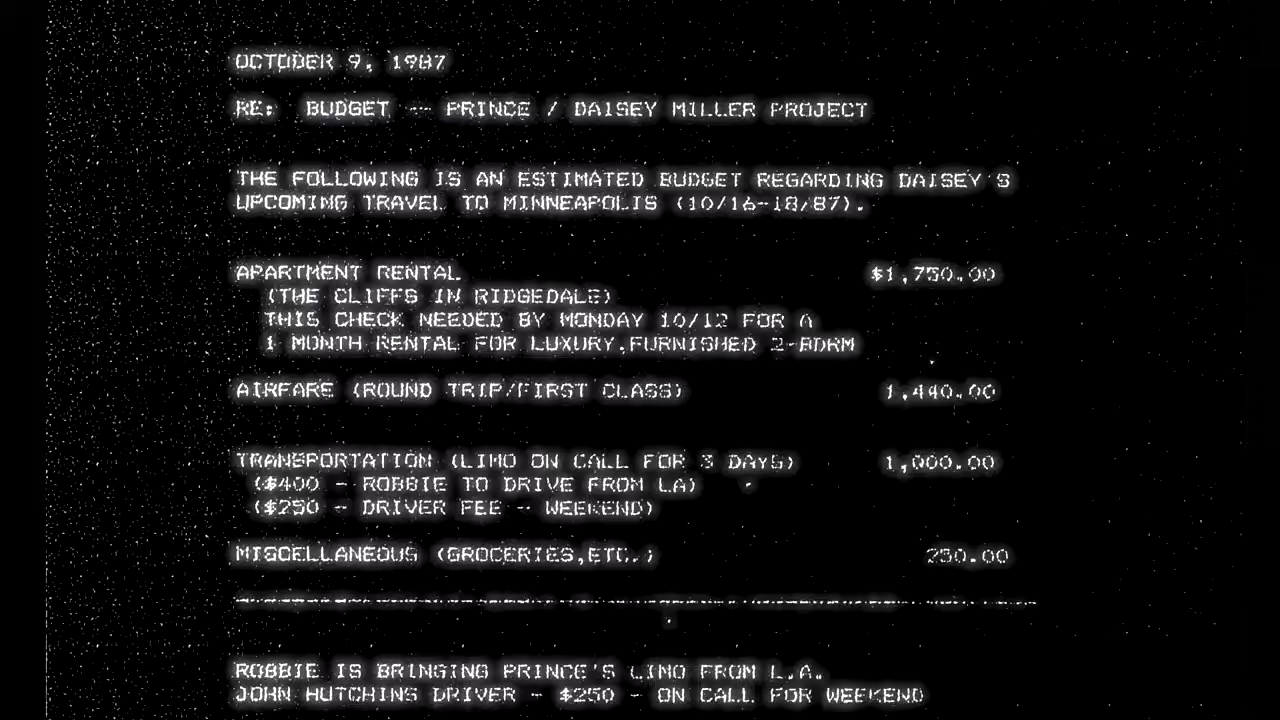 OCTOBER 9, 1987
RE: BUDGET -- PRINCE / DAISEY MILLER PROJECT
THE FOLLOWING IS AN ESTIMATED BUDGET REGARDING DAISEY'S
UPCOMING TRAVEL TO MINNEAPOLIS (10/16-18/87).
APARTMENT RENTAL $1,750.00
(THE CLIFFS IN RIDGEDALE)
THIS CHECK NEEDED BY MONDAY 10/12 FOR A
1 MONTH RENTAL FOR LUXURY,FURNISHED 2-BDRM
AIRFARE (ROUND TRIP/FIRST CLASS) 1,440.00
TRANSPORTATION (LIMO ON CALL FOR 3 DAYS) 1,000.00
($400 - ROBBIE TO DRIVE FROM LA)
($250 -- DRIVER FEE -- WEEKEND)
MISCELLANEOUS (GROCERIES,ETC.) 250.00
ROBBIE IS BRINGING PRINCE'S LIMO FROM L.A.
JOHN HUTCHINS DRIVER - $250 - ON CALL FOR WEEKEND